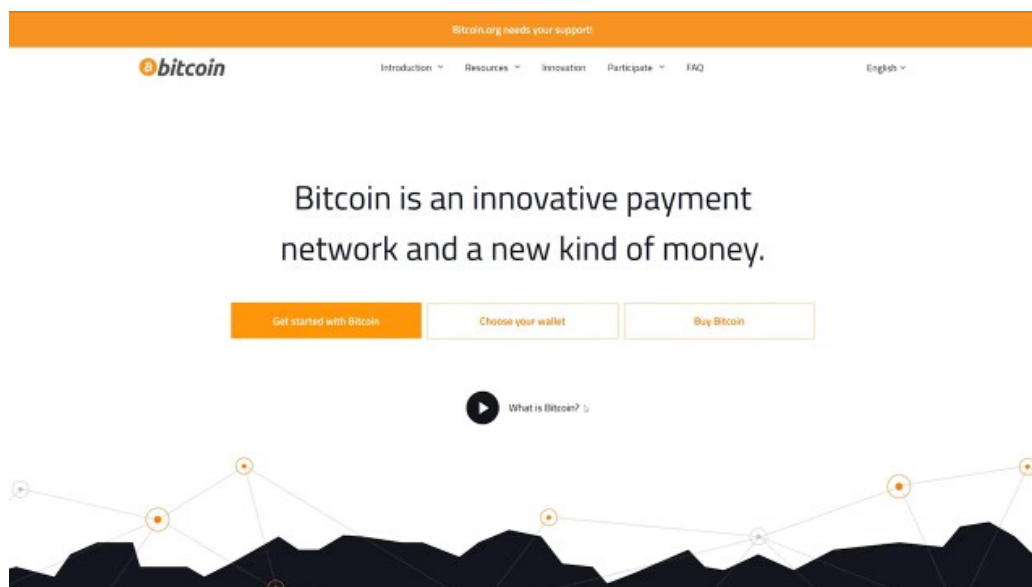 Bitcoin.org needs your support!
bitcoin
Introduction
Resources
Innovation
Participate
FAQ
English
Bitcoin is an innovative payment
network and a new kind of money.
Get started with Bitcoin
Choose your wallet
Buy Bitcoin
What is Bitcoin?